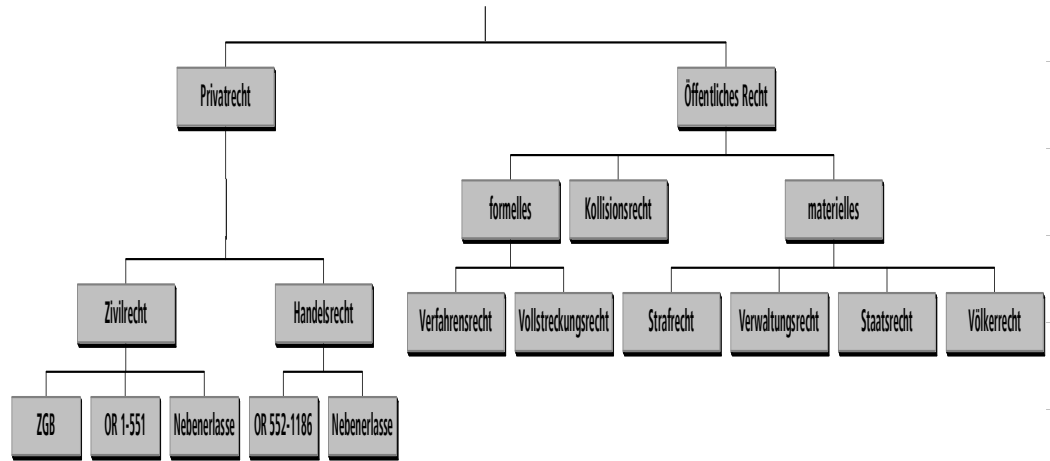 Privatrecht
Öffentliches Recht
formelles
Kollisionsrecht
materielles
Zivilrecht
Handelsrecht
Verfahrensrecht
Vollstreckungsrecht
Strafrecht
Verwaltungsrecht
Staatsrecht
Völkerrecht
ZGB
OR 1-551
Nebenerlasse
OR 552-1186
Nebenerlasse